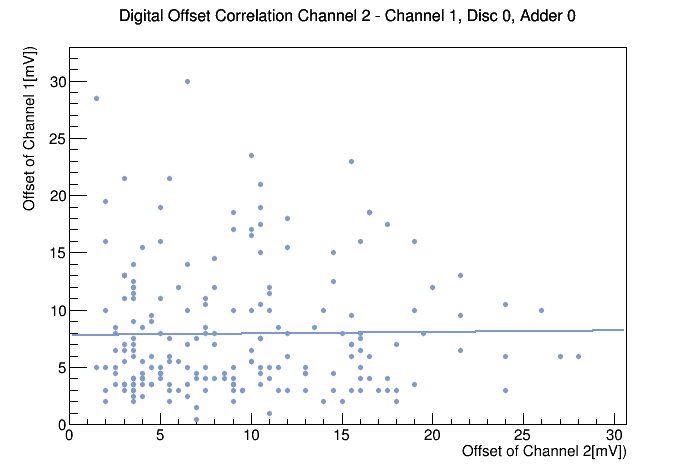 Digital Offset Correlation Channel 2 - Channel 1, Disc 0, Adder 0
Offset of Channel 1[mV])
30
25
20
15
10
5
0
0 5 10 15 20 25 30
Offset of Channel 2[mV])